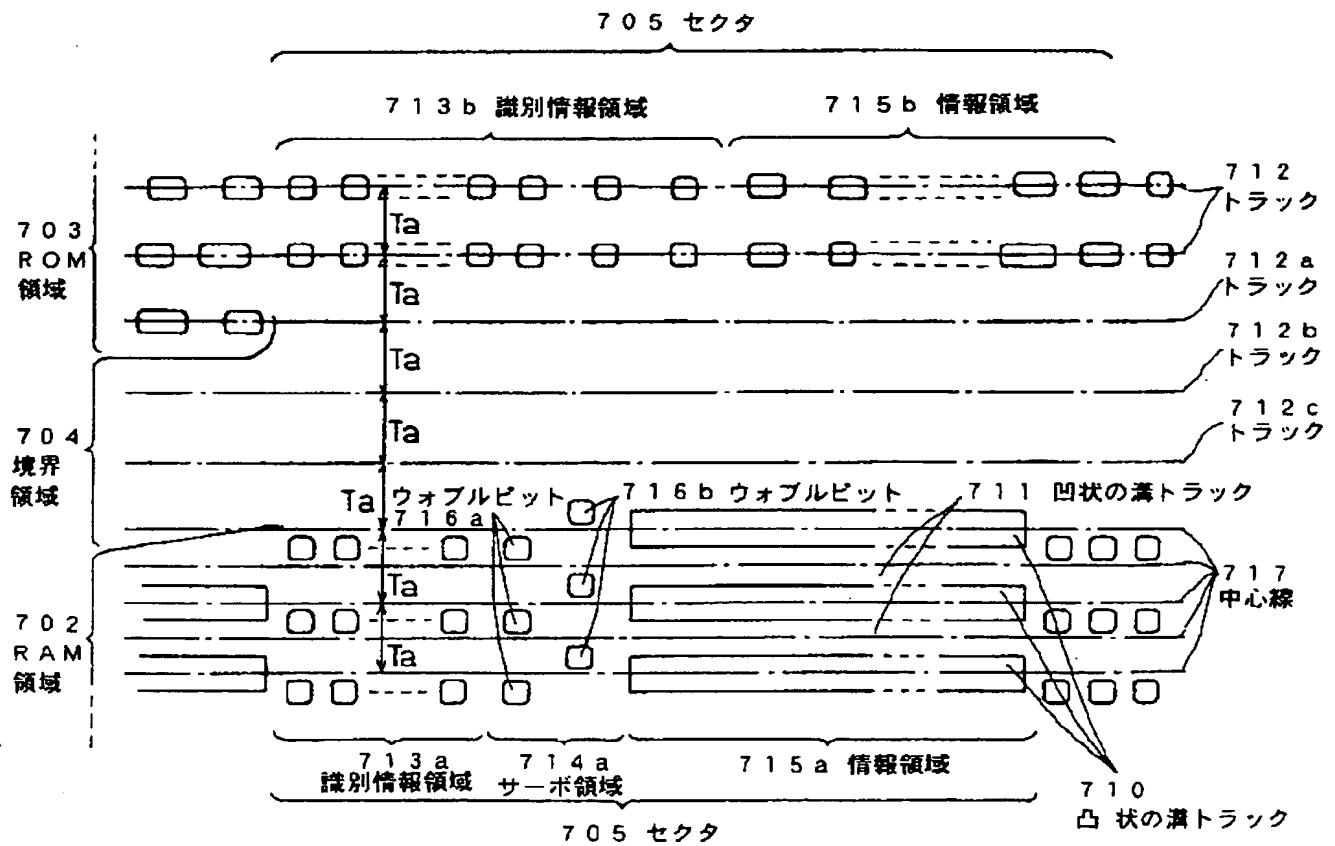 705 セクタ
713b 識別情報領域
715b 情報領域
712
トラック
703
ROM
領域
Ta
712a
トラック
Ta
712b
トラック
Ta
712c
トラック
704
境界
領域
Ta
Ta
ウォブルピット
716a
716b ウォブルピット
711 凹状の溝トラック
Ta
717
中心線
702
RAM
領域
Ta
713a
識別情報領域
714a
サーボ領域
715a 情報領域
710
凸 状の溝トラック
705 セクタ